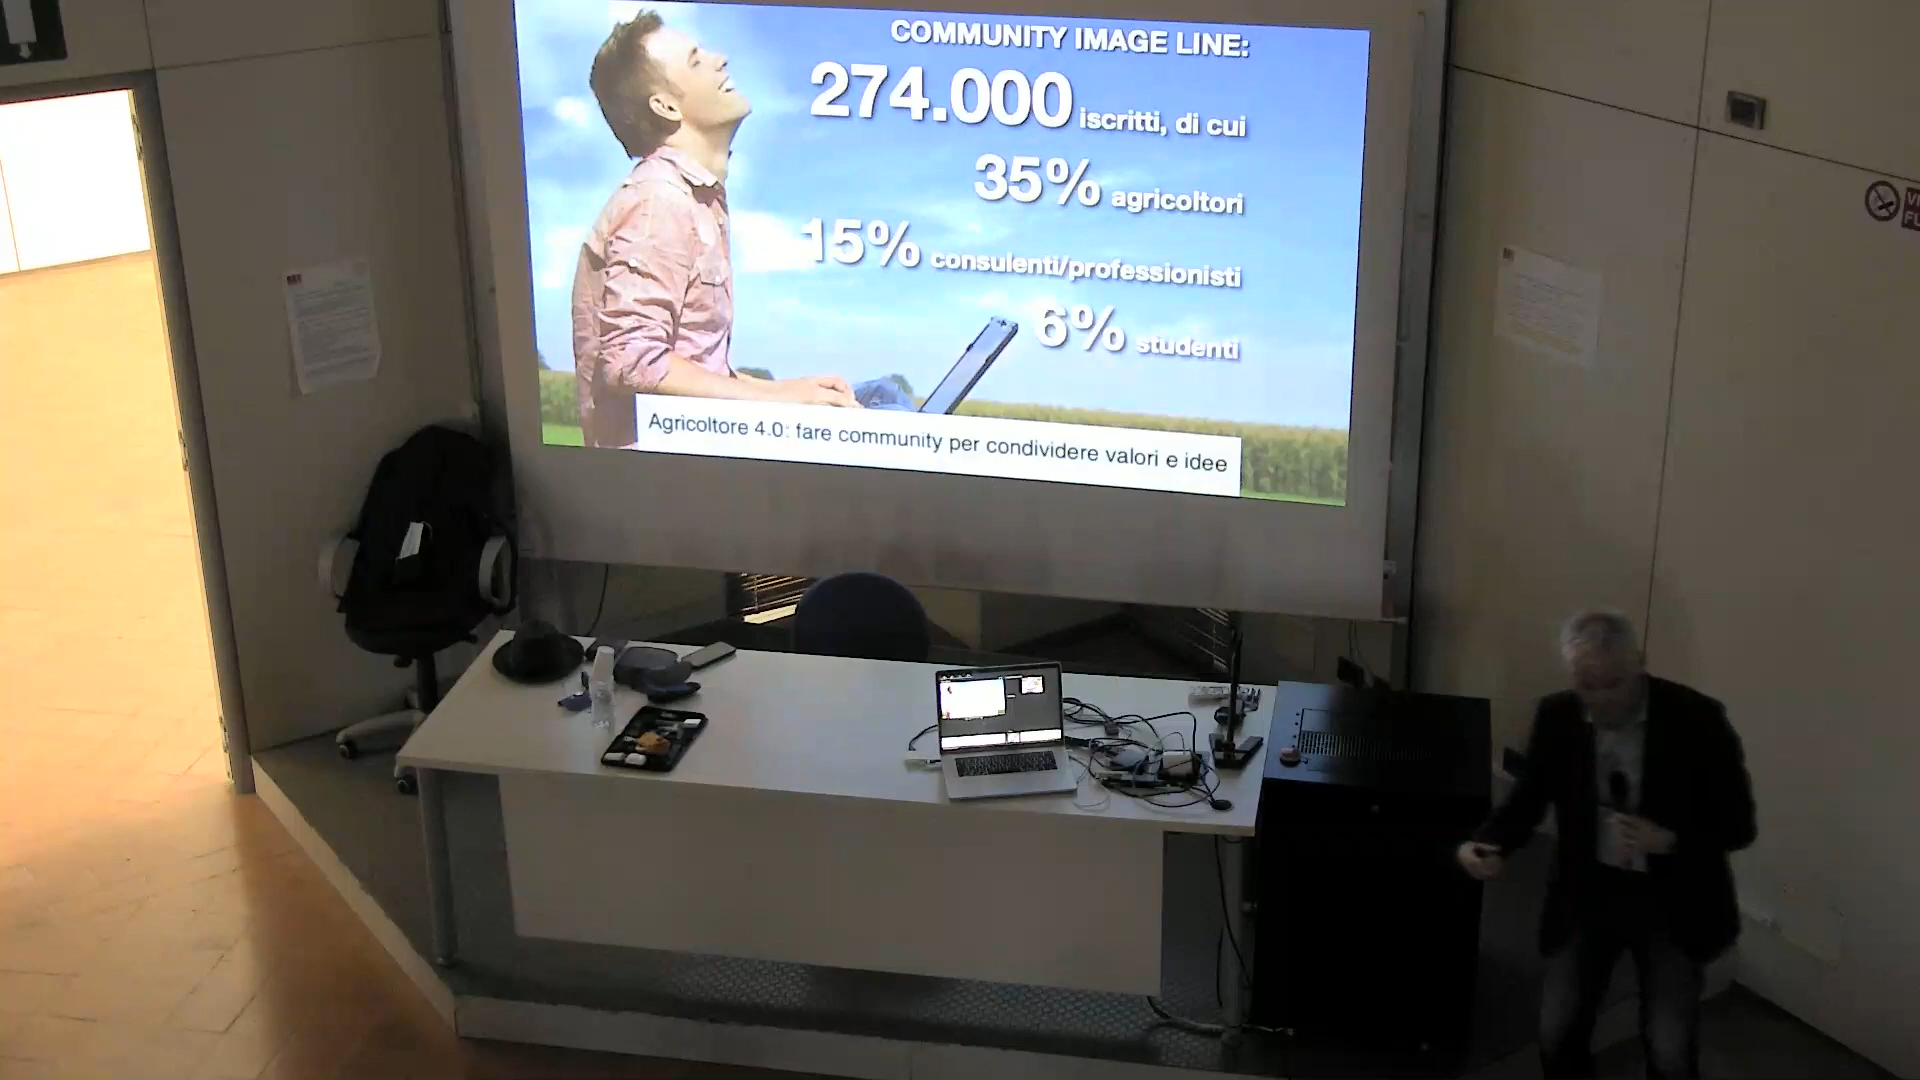 COMMUNITY IMAGE LINE:
274.000 iscritti, di cui
35% agricoltori
15% consulenti/professionisti
6% studenti
Agricoltore 4.0: fare community per condividere valori e idee